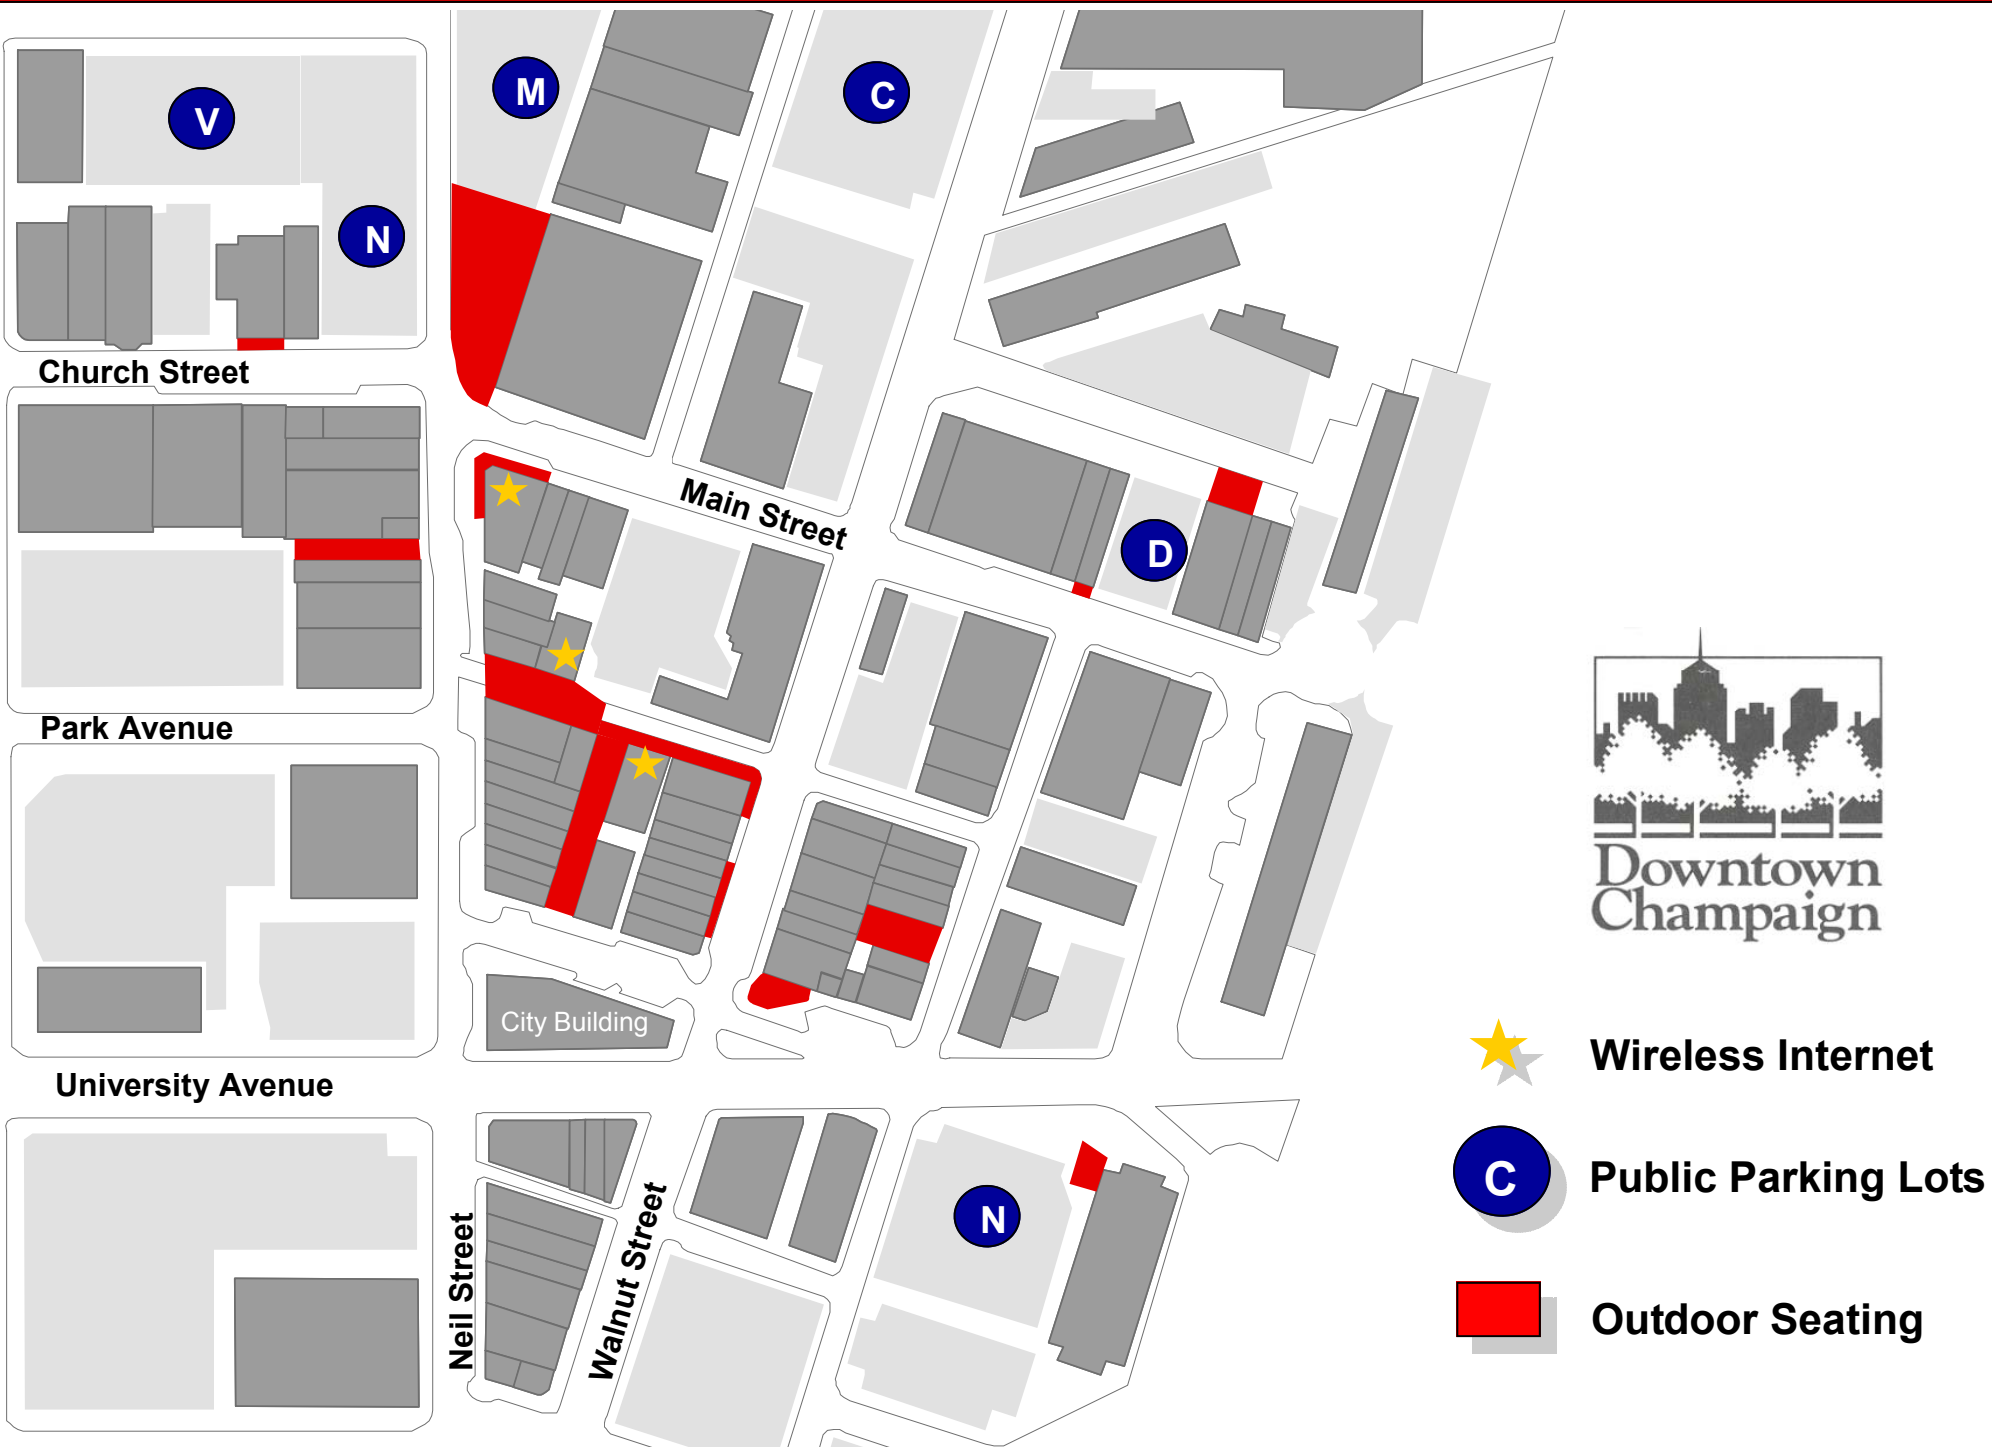 M
C
V
N
Church Street
Main Street
D
Park Avenue
Downtown
Champaign
City Building
Wireless Internet
University Avenue
C
Public Parking Lots
N
Neil Street
Walnut Street
Outdoor Seating